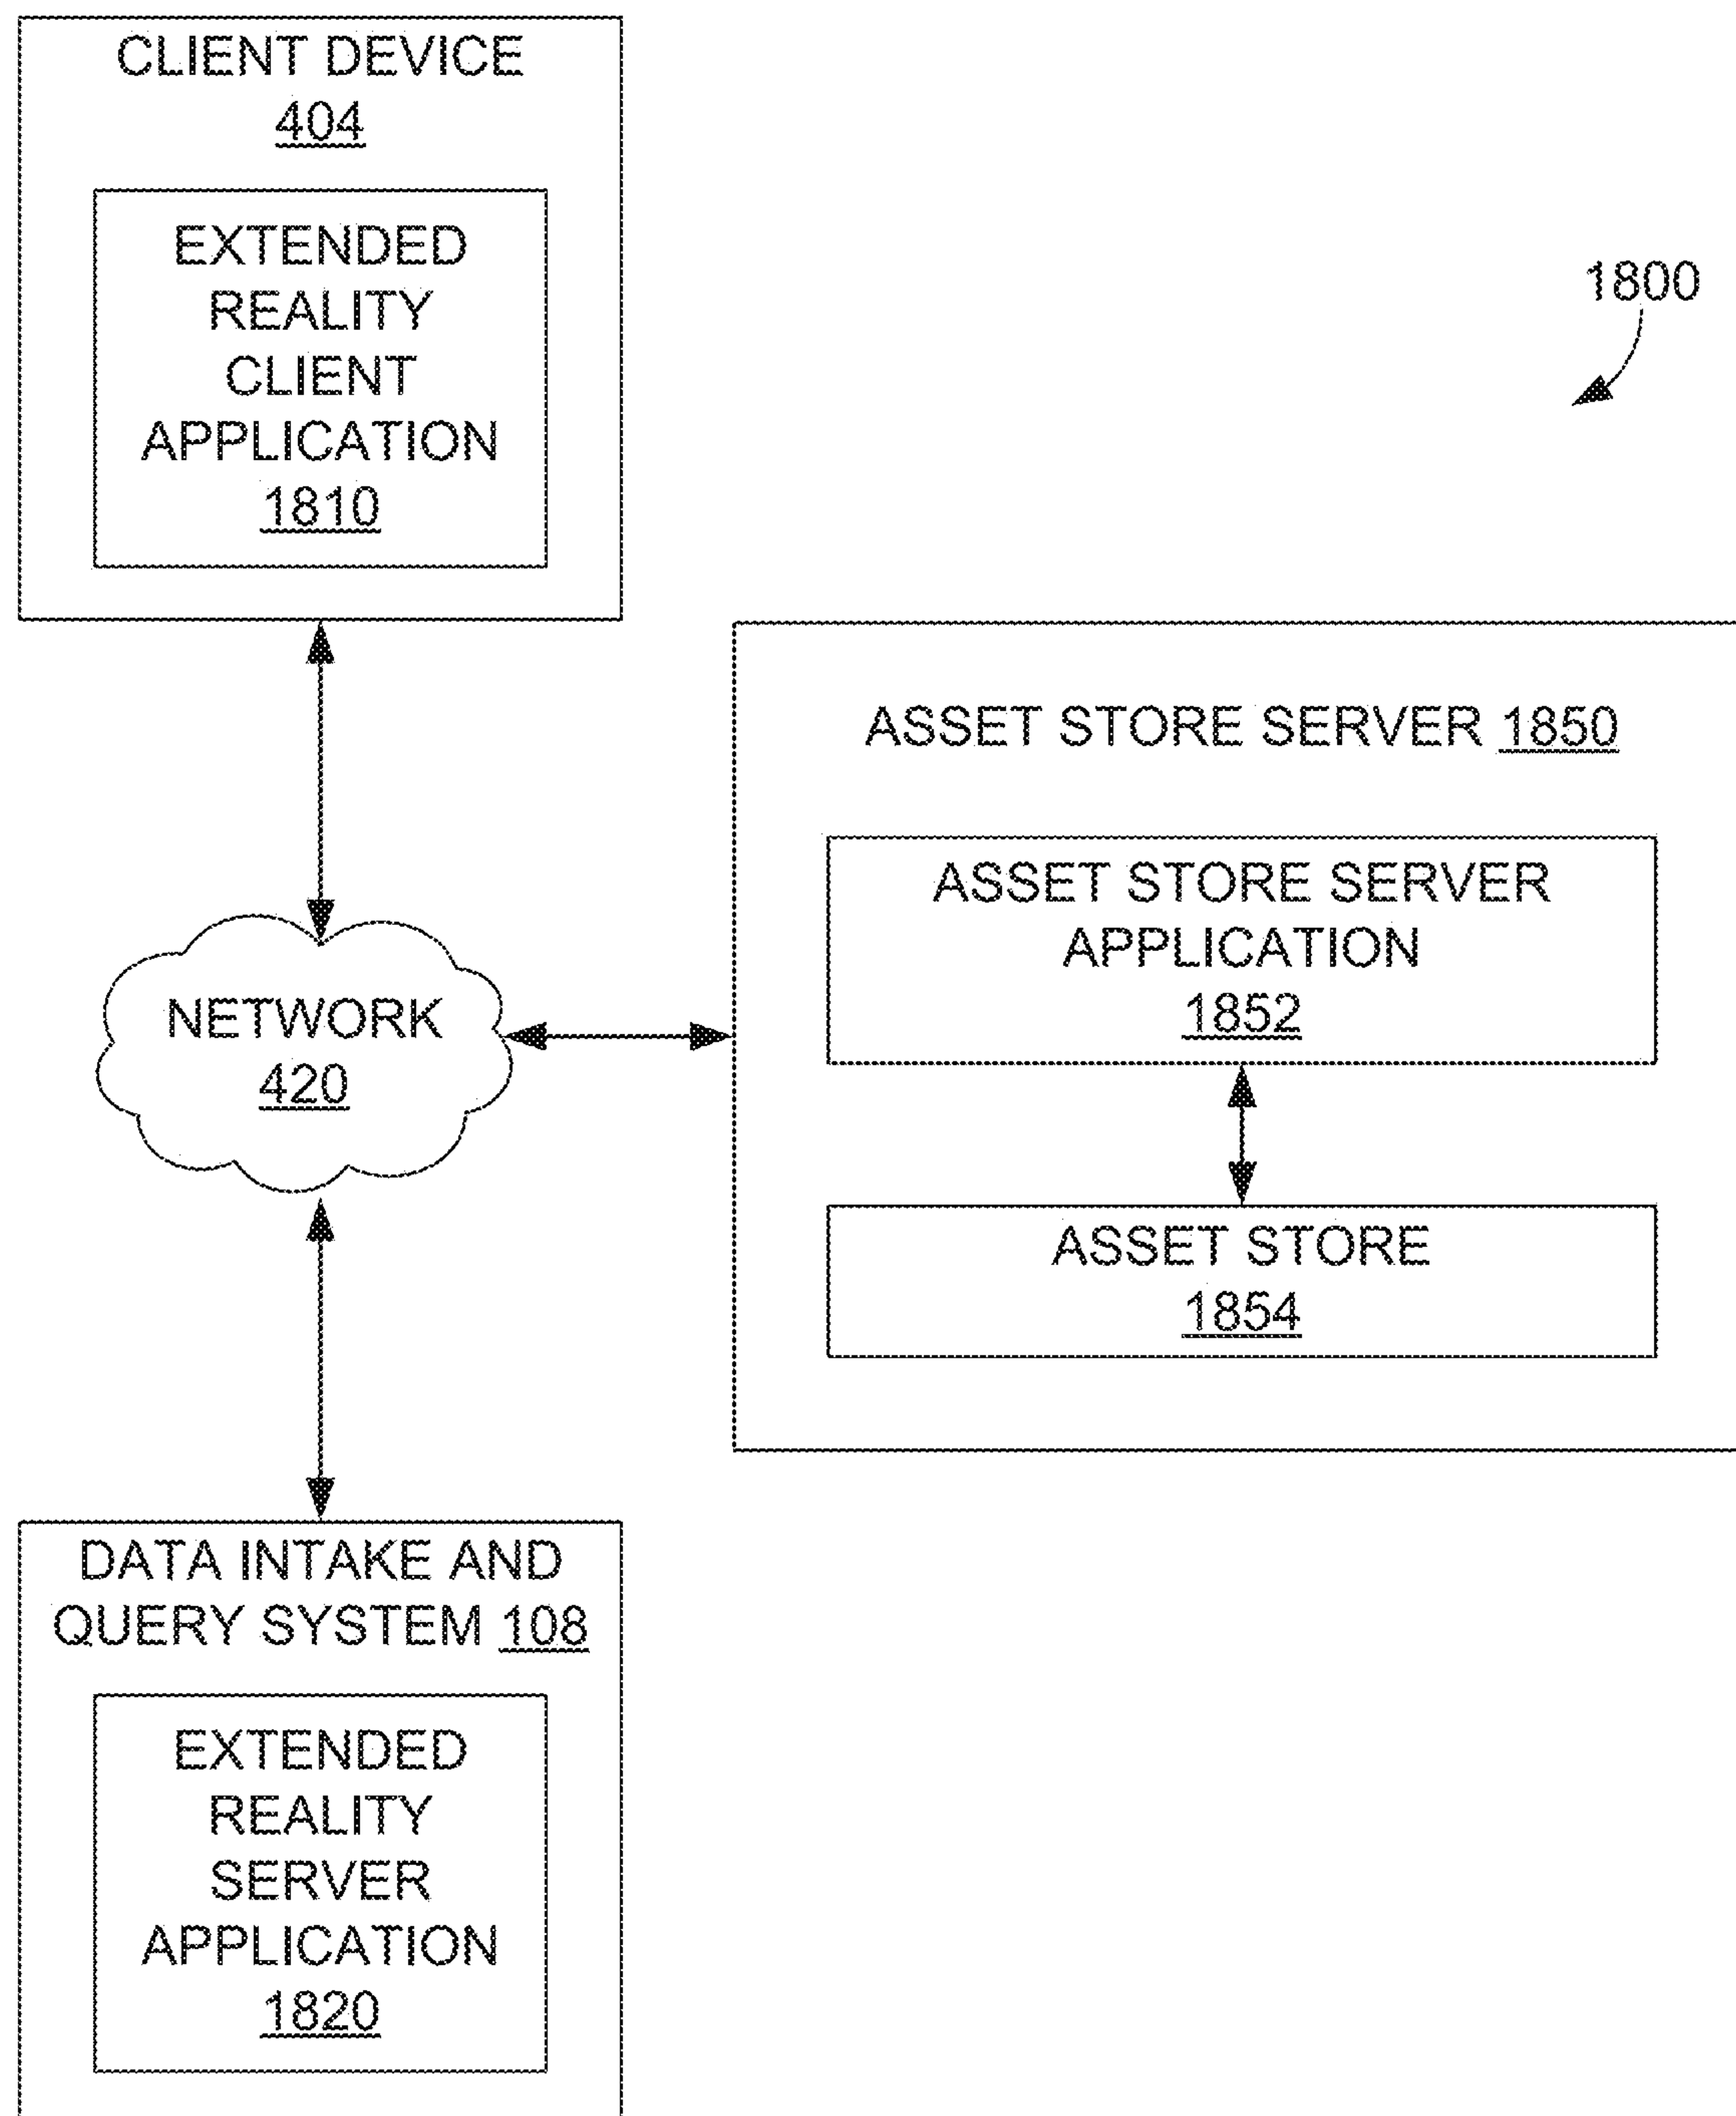 CLIENT DEVICE
404
EXTENDED
REALITY
CLIENT
APPLICATION
1810
1800
ASSET STORE SERVER 1850
ASSET STORE SERVER
APPLICATION
1852
NETWORK
420
ASSET STORE
1854
DATA INTAKE AND
QUERY SYSTEM 108
EXTENDED
REALITY
SERVER
APPLICATION
1820